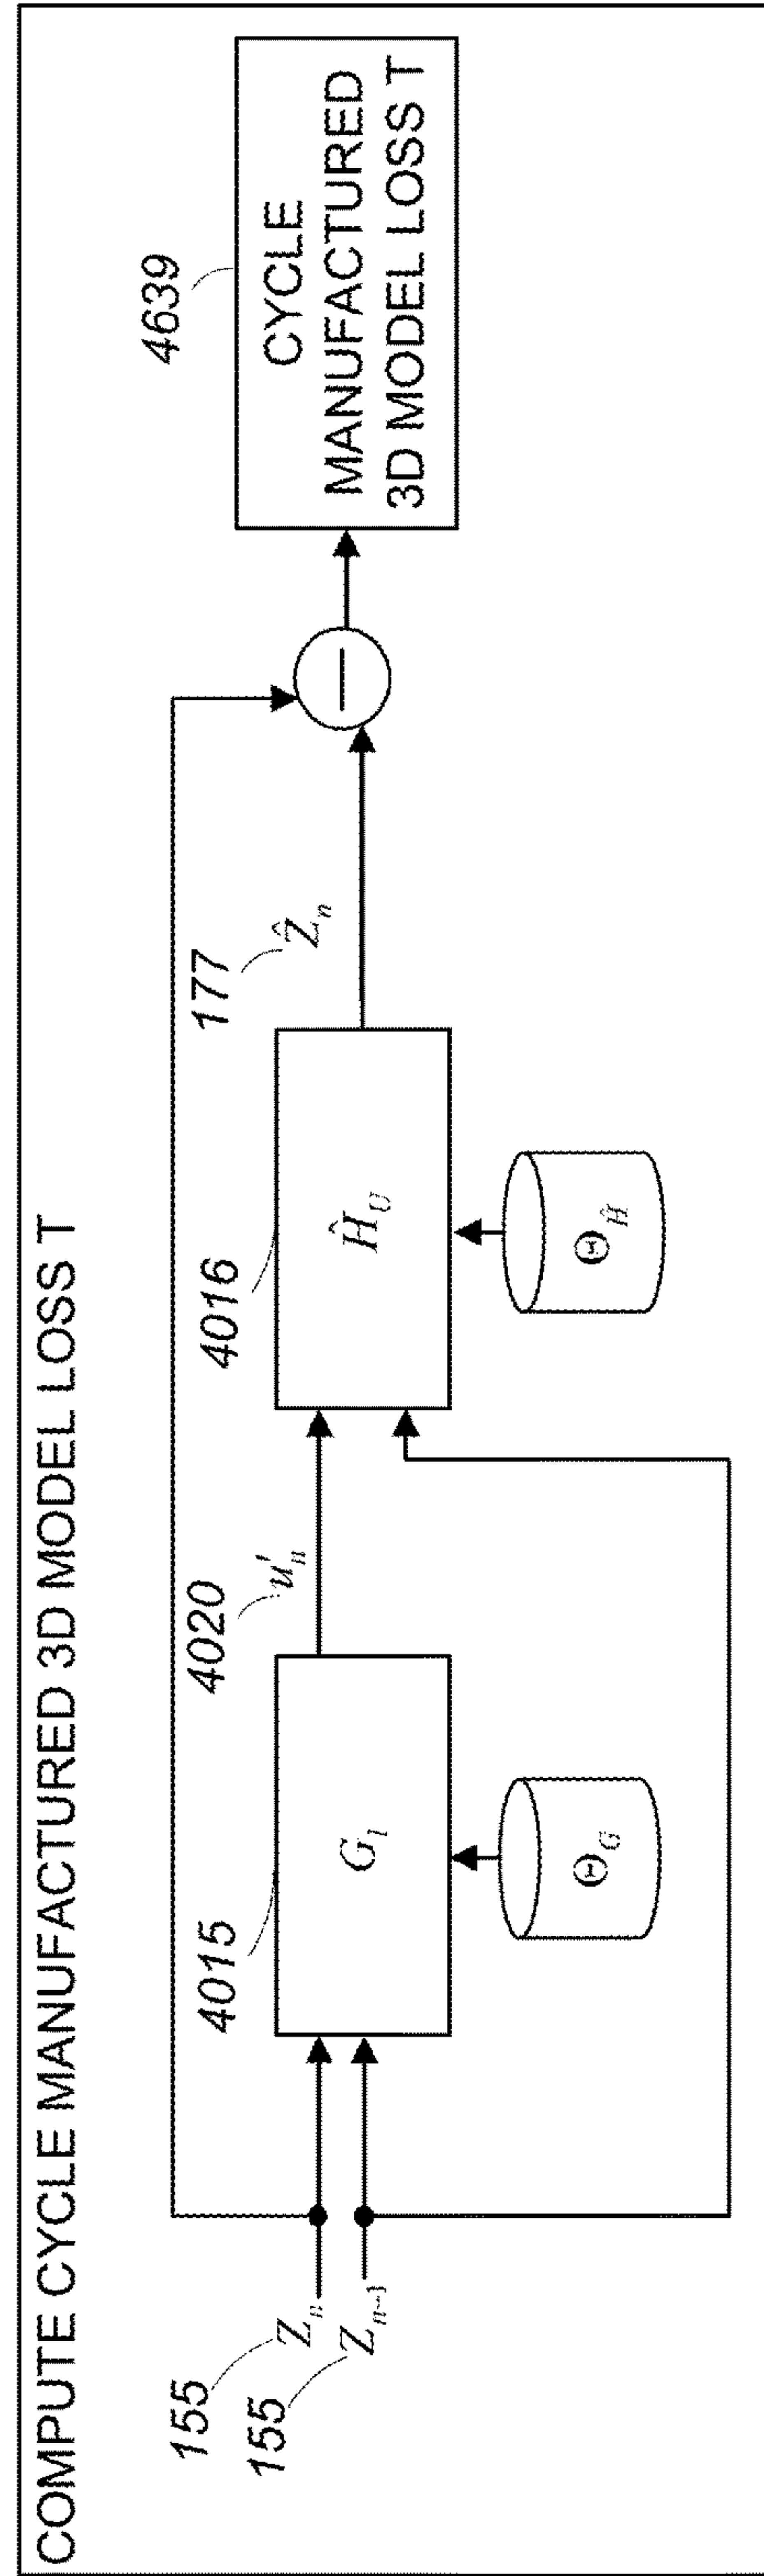 COMPUTE CYCLE MANUFACTURED 3D MODEL LOSS T
155
Zₙ
155
Zₙ₋₁
4015
G_I
Θ_G
4020
u'ₙ
4016
Ĥ_U
Θ_Ĥ
177
Ẑₙ
—
4639
CYCLE
MANUFACTURED
3D MODEL LOSS T